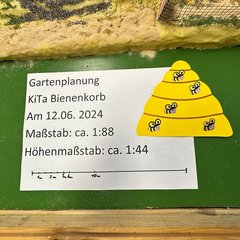 Gartenplanung
KiTa Bienenkorb
Am 12.06. 2024
Maßstab: ca. 1:88
Höhenmaßstab: ca. 1:44